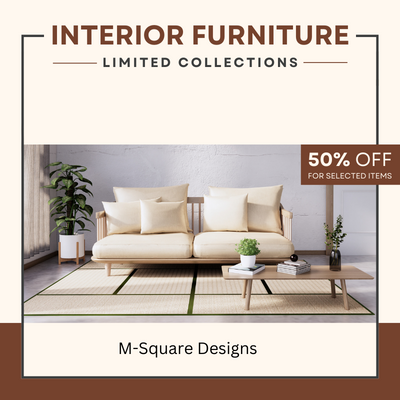 INTERIOR FURNITURE
LIMITED COLLECTIONS
50% OFF
FOR SELECTED ITEMS
M-Square Designs